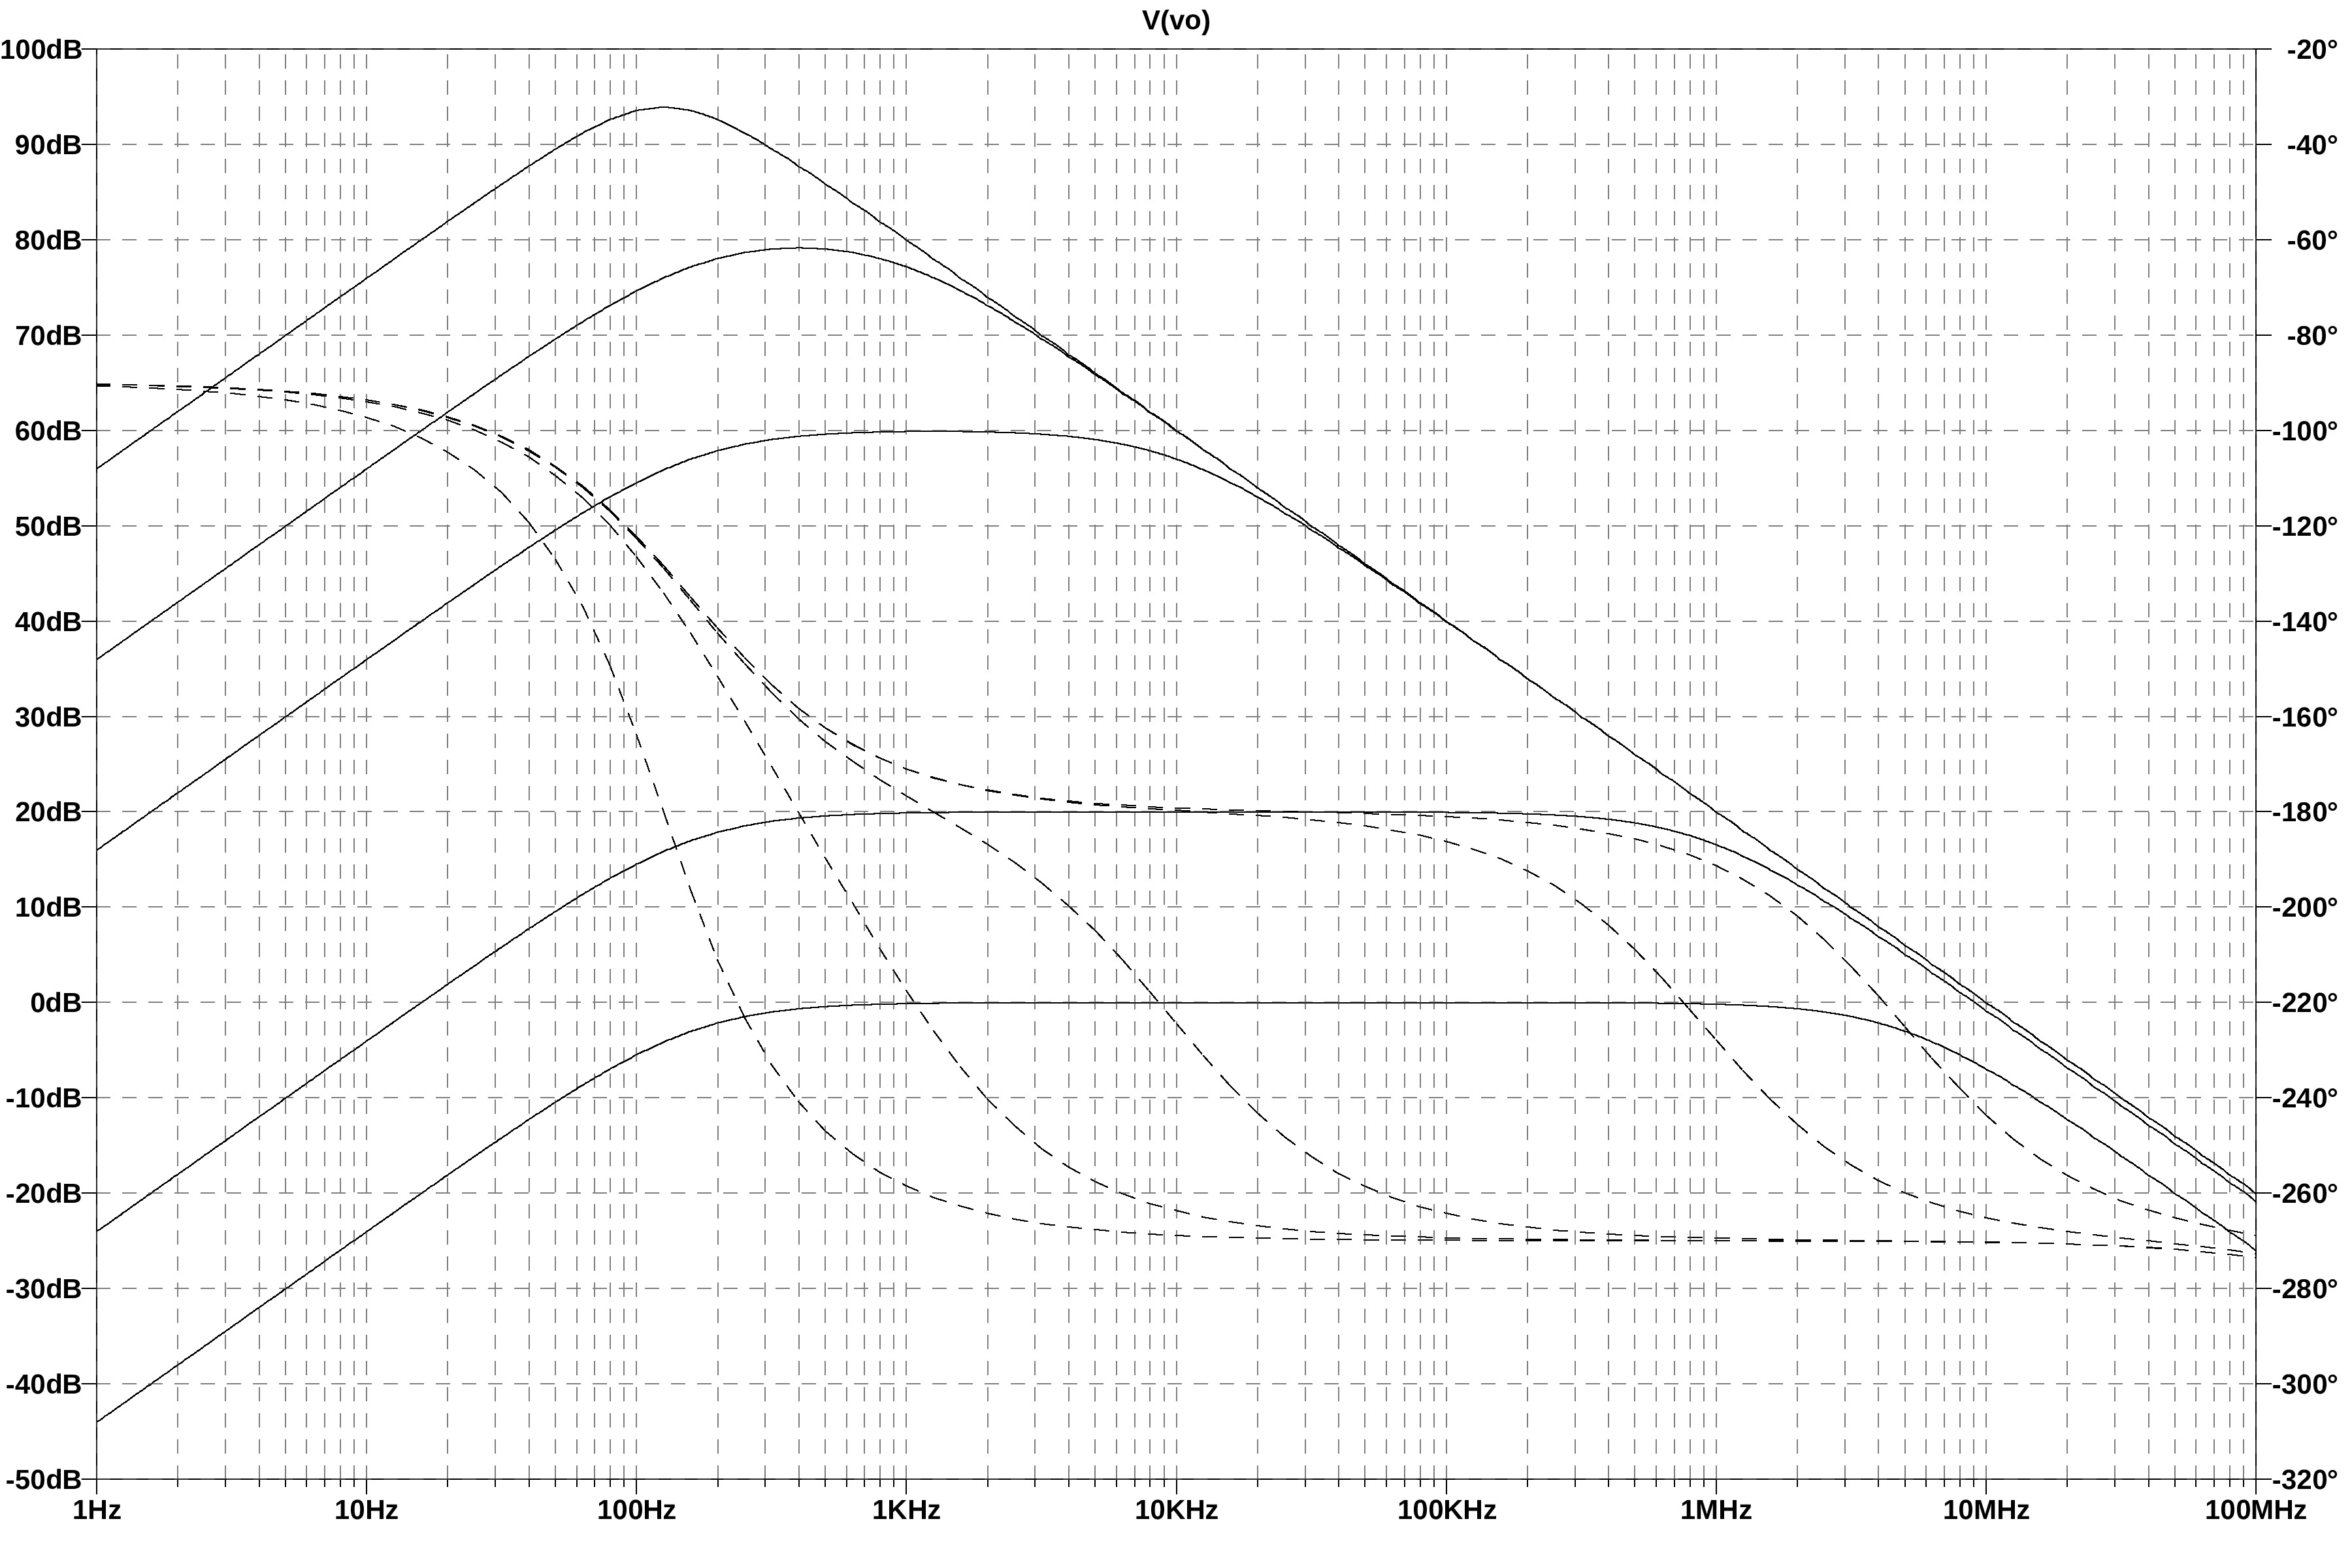 V(vo)
100dB -20°
90dB -40°
80dB -60°
70dB -80°
60dB -100°
50dB -120°
40dB -140°
30dB -160°
20dB -180°
10dB -200°
0dB -220°
-10dB -240°
-20dB -260°
-30dB -280°
-40dB -300°
-50dB -320°
1Hz 10Hz 100Hz 1KHz 10KHz 100KHz 1MHz 10MHz 100MHz